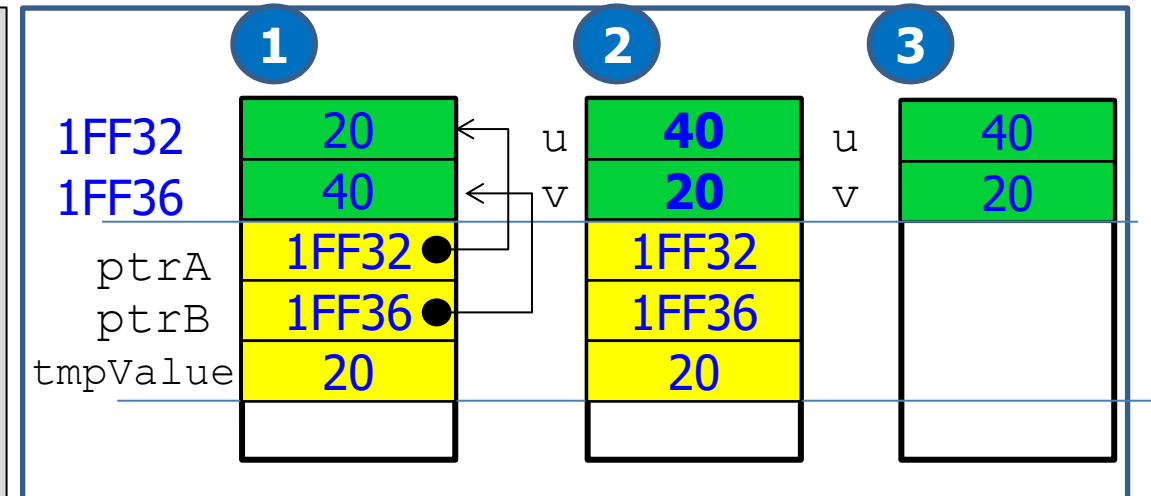 1 2 3
1FF32 20 u 40 u 40
1FF36 40 v 20 v 20
ptrA 1FF32 1FF32
ptrB 1FF36 1FF36
tmpValue 20 20